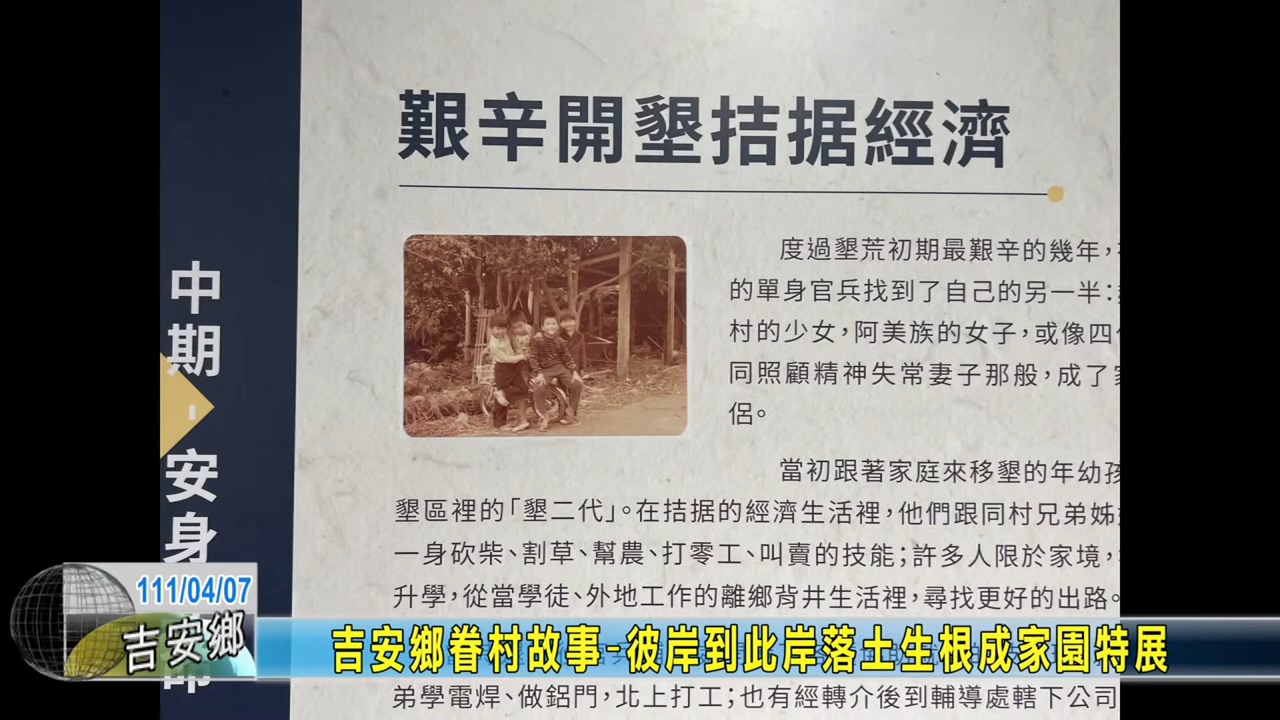 艱辛開墾拮据經濟
度過墾荒初期最艱辛的幾年，
的單身官兵找到了自己的另一半：
村的少女，阿美族的女子，或像四
同照顧精神失常妻子那般，成了
侶。
當初跟著家庭來移墾的年幼
墾區裡的「墾二代」。在拮据的經濟生活裡，他們跟同村兄弟姊
一身砍柴、割草、幫農、打零工、叫賣的技能；許多人限於家境，
升學，從當學徒、外地工作的離鄉背井生活裡，尋找更好的出路。
弟學電焊、做鋁門，北上打工；也有經轉介後到輔導處轄下公司
中期-安身
111/04/07
吉安鄉
吉安鄉眷村故事-彼岸到此岸落土生根成家園特展